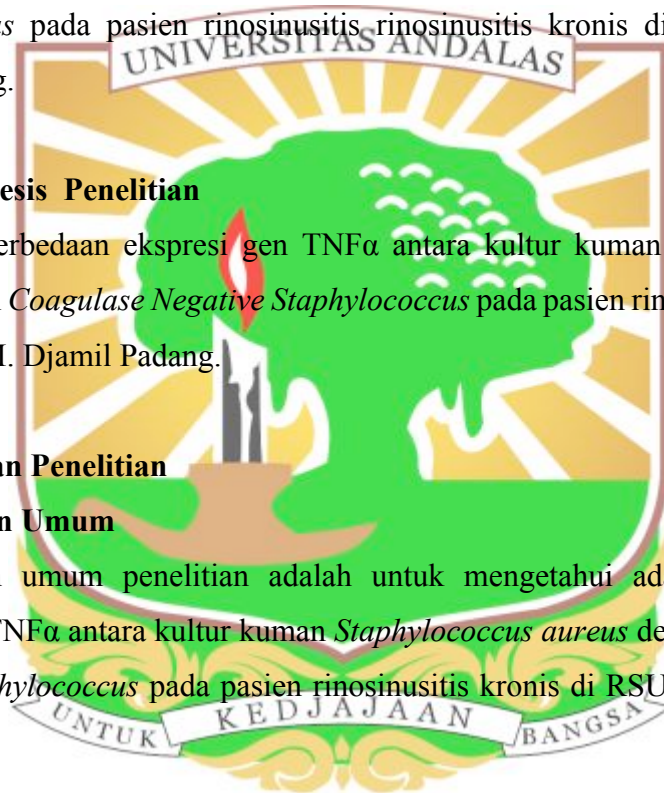 us pada pasien rinosinusitis rinosinusitis kronis di
UNIVERSITAS ANDALAS
g.
esis Penelitian
erbedaan ekspresi gen TNFα antara kultur kuman
Coagulase Negative Staphylococcus pada pasien rin
M. Djamil Padang.
an Penelitian
n Umum
umum penelitian adalah untuk mengetahui ada
TNFα antara kultur kuman Staphylococcus aureus de
hylococcus pada pasien rinosinusitis kronis di RSU
UNTUK KEDJAJAAN BANGSA